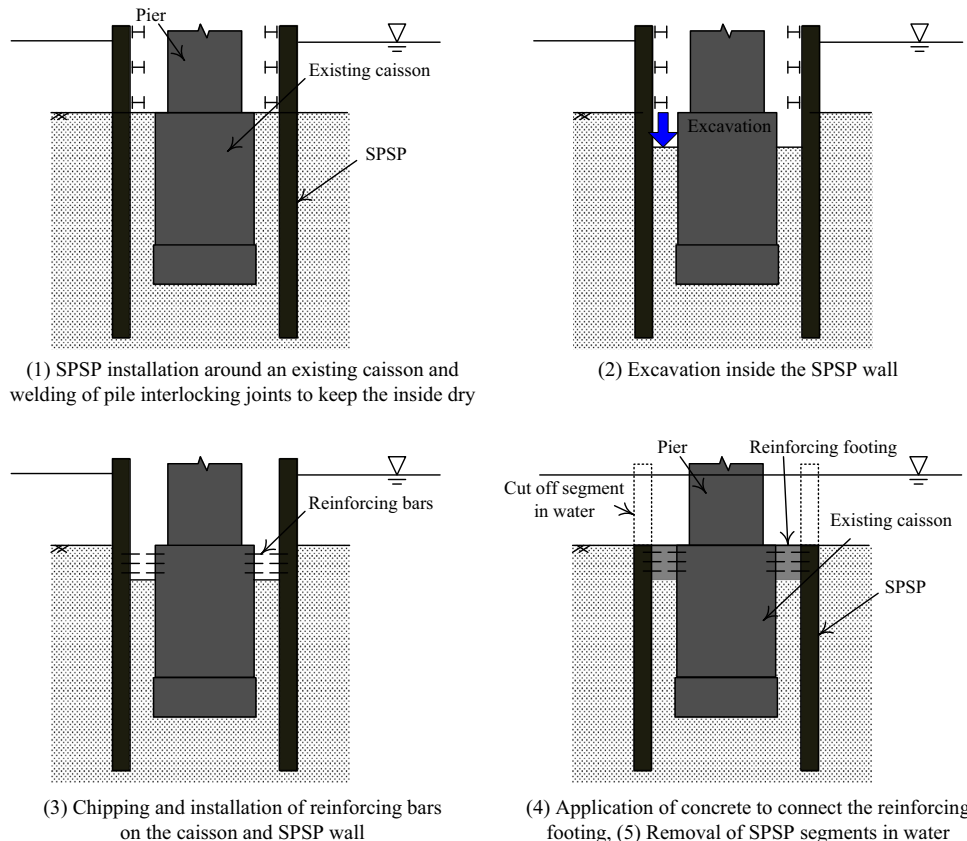 Pier
Existing caisson
SPSP
(1) SPSP installation around an existing caisson and
welding of pile interlocking joints to keep the inside dry
Excavation
(2) Excavation inside the SPSP wall
Reinforcing bars
(3) Chipping and installation of reinforcing bars
on the caisson and SPSP wall
Pier
Reinforcing footing
Cut off segment
in water
Existing caisson
SPSP
(4) Application of concrete to connect the reinforcing
footing, (5) Removal of SPSP segments in water